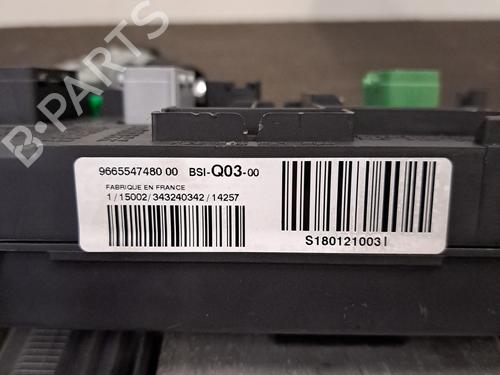 B-PARTS
9665547480 00 BSI-Q03-00
FABRIQUE EN FRANCE
1/15002/343240342/14257
S180121003I